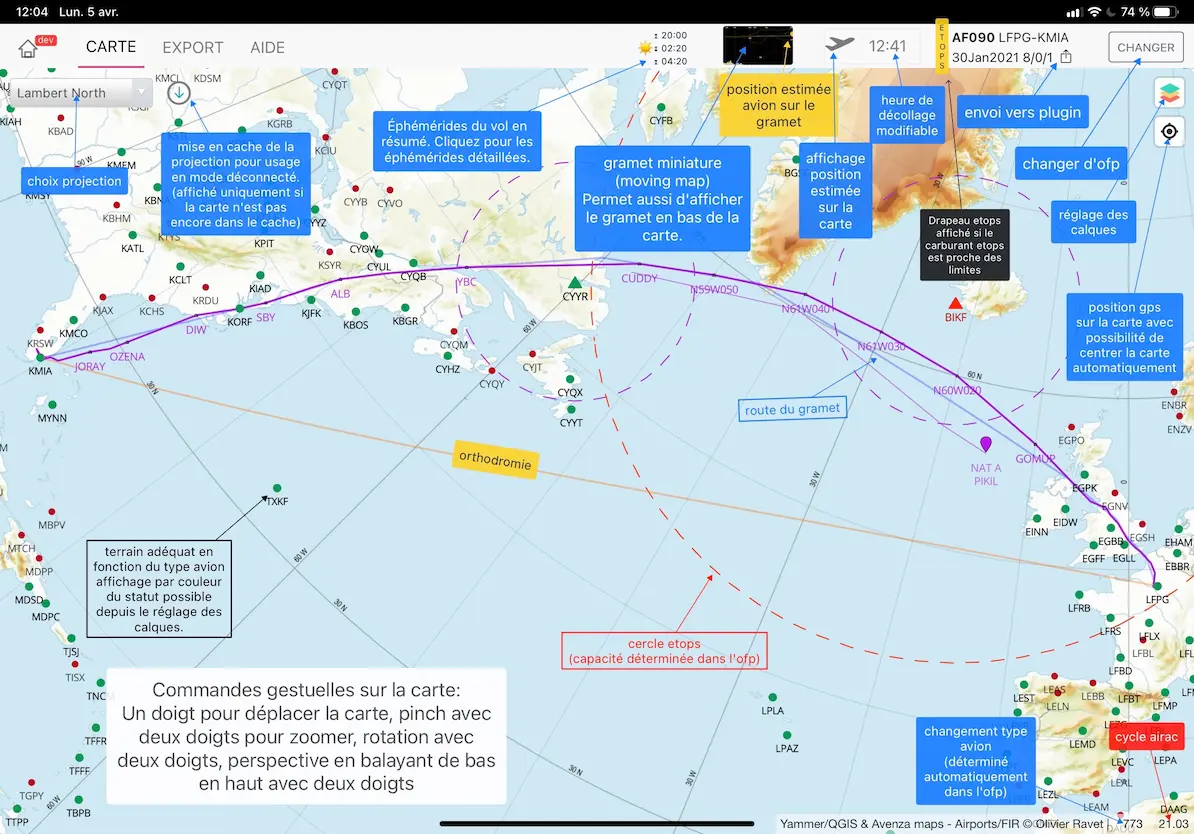 12:04 Lun. 5 avr.
74 %
dev
CARTE
EXPORT
AIDE
: 20:00
: 02:20
: 04:20
12:41
ETOPS
AF090 LFPG-KMIA
30Jan2021 8/0/1
CHANGER
Lambert North
choix projection
mise en cache de la
projection pour usage
en mode déconnecté.
(affiché uniquement si
la carte n'est pas
encore dans le cache)
Éphémérides du vol en
résumé. Cliquez pour les
éphémérides détaillées.
gramet miniature
(moving map)
Permet aussi d'afficher
le gramet en bas de la
carte.
position estimée
avion sur le
gramet
affichage
position
estimée
sur la
carte
heure de
décollage
modifiable
envoi vers plugin
changer d'ofp
réglage des
calques
Drapeau etops
affiché si le
carburant etops
est proche des
limites
position gps
sur la carte avec
possibilité de
centrer la carte
automatiquement
route du gramet
orthodromie
terrain adéquat en
fonction du type avion
affichage par couleur
du statut possible
depuis le réglage des
calques.
cercle etops
(capacité déterminée dans l'ofp)
Commandes gestuelles sur la carte:
Un doigt pour déplacer la carte, pinch avec
deux doigts pour zoomer, rotation avec
deux doigts, perspective en balayant de bas
en haut avec deux doigts
changement type
avion
(déterminé
automatiquement
dans l'ofp)
cycle airac
KMCI
KDSM
KIAH
KBAD
90 W
KMEM
KMSY
KBNA
KBHM
KATL
KTYS
KCLT
KRDU
KJAX
KCHS
KMCO
KRSW
KMIA
JORAY
OZENA
DIW
KORF
SBY
KIAD
KPIT
KSYR
ALB
KJFK
KBOS
KBGR
KSTL
KGRB
KCIU
CYQT
CYYZ
CYYB
CYVO
CYOW
CYUL
CYQB
YBC
CYFB
CYYR
CUDDY
N59W050
N61W040
N61W030
N60W020
GOMUP
NAT A
PIKIL
BIKF
60 N
60 W
30 W
30 N
CYQM
CYHZ
CYQY
CYJT
CYQX
CYYT
MYNN
TXKF
MBPV
MTCH
MDPP
MDSD
MDPC
TJSJ
TISX
TNC
TFFR
TFFF
TGPY
TBPB
TTPP
60 W
60 W
30 N
30 N
30 W
30 W
LPLA
LPAZ
EGPO
EGPK
EGNV
EIDW
EINN
EGBB
EGSH
EGFF
EGLL
EHAM
EBBR
ENBR
ENZV
LFPG
LFRB
LFRS
LFLX
LFBL
LFBD
LEST
LEAS
LELN
LEBB
LFBT
LFMP
LEZG
LEMD
LEVC
LEPA
LEAL
LEZL
LEAM
DAAG
Yammer/QGIS & Avenza maps - Airports/FIR © Olivier Ravet
773
21.03